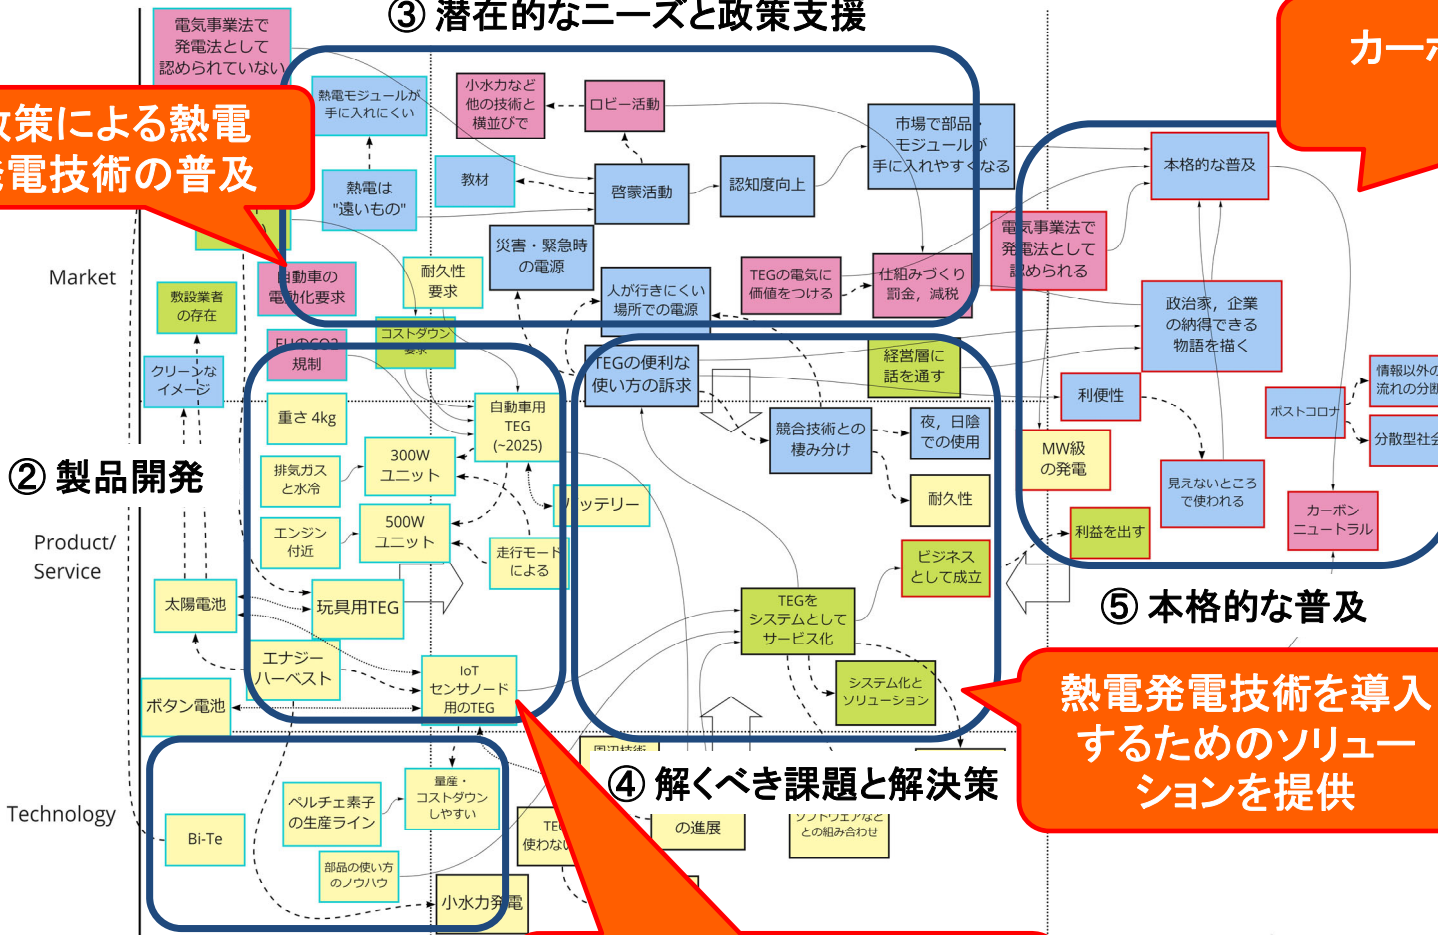 ③ 潜在的なニーズと政策支援
電気事業法で
発電法として
認められていない
カーボ
政策による熱電
発電技術の普及
熱電モジュールが
手に入れにくい
小水力など
他の技術と
横並びで
ロビー活動
市場で部品・
モジュールが
手に入れやすくなる
本格的な普及
熱電は
"遠いもの"
教材
啓蒙活動
認知度向上
災害・緊急時
の電源
電気事業法で
発電法として
認められる
Market
自動車の
電動化要求
耐久性
要求
人が行きにくい
場所での電源
TEGの電気に
価値をつける
仕組みづくり
罰金，減税
敷設業者
の存在
政治家，企業
の納得できる
物語を描く
EUのCO2
規制
コストダウン
要求
TEGの便利な
使い方の訴求
経営層に
話を通す
クリーンな
イメージ
利便性
ポストコロナ
情報以外の
流れの分断
分散型社会
重さ 4kg
自動車用
TEG
(~2025)
競合技術との
棲み分け
夜，日陰
での使用
② 製品開発
排気ガス
と水冷
300W
ユニット
MW級
の発電
見えないところ
で使われる
耐久性
バッテリー
エンジン
付近
500W
ユニット
走行モード
による
カーボン
ニュートラル
利益を出す
Product/
Service
ビジネス
として成立
太陽電池
玩具用TEG
TEGを
システムとして
サービス化
⑤ 本格的な普及
エナジー
ハーベスト
IoT
センサノード
用のTEG
システム化と
ソリューション
ボタン電池
熱電発電技術を導入
するためのソリュー
ションを提供
周辺技術
④ 解くべき課題と解決策
Technology
Bi-Te
ペルチェ素子
の生産ライン
量産・
コストダウン
しやすい
TEG
使わない
の進展
ソフトウェアなど
との組み合わせ
部品の使い方
のノウハウ
小水力発電